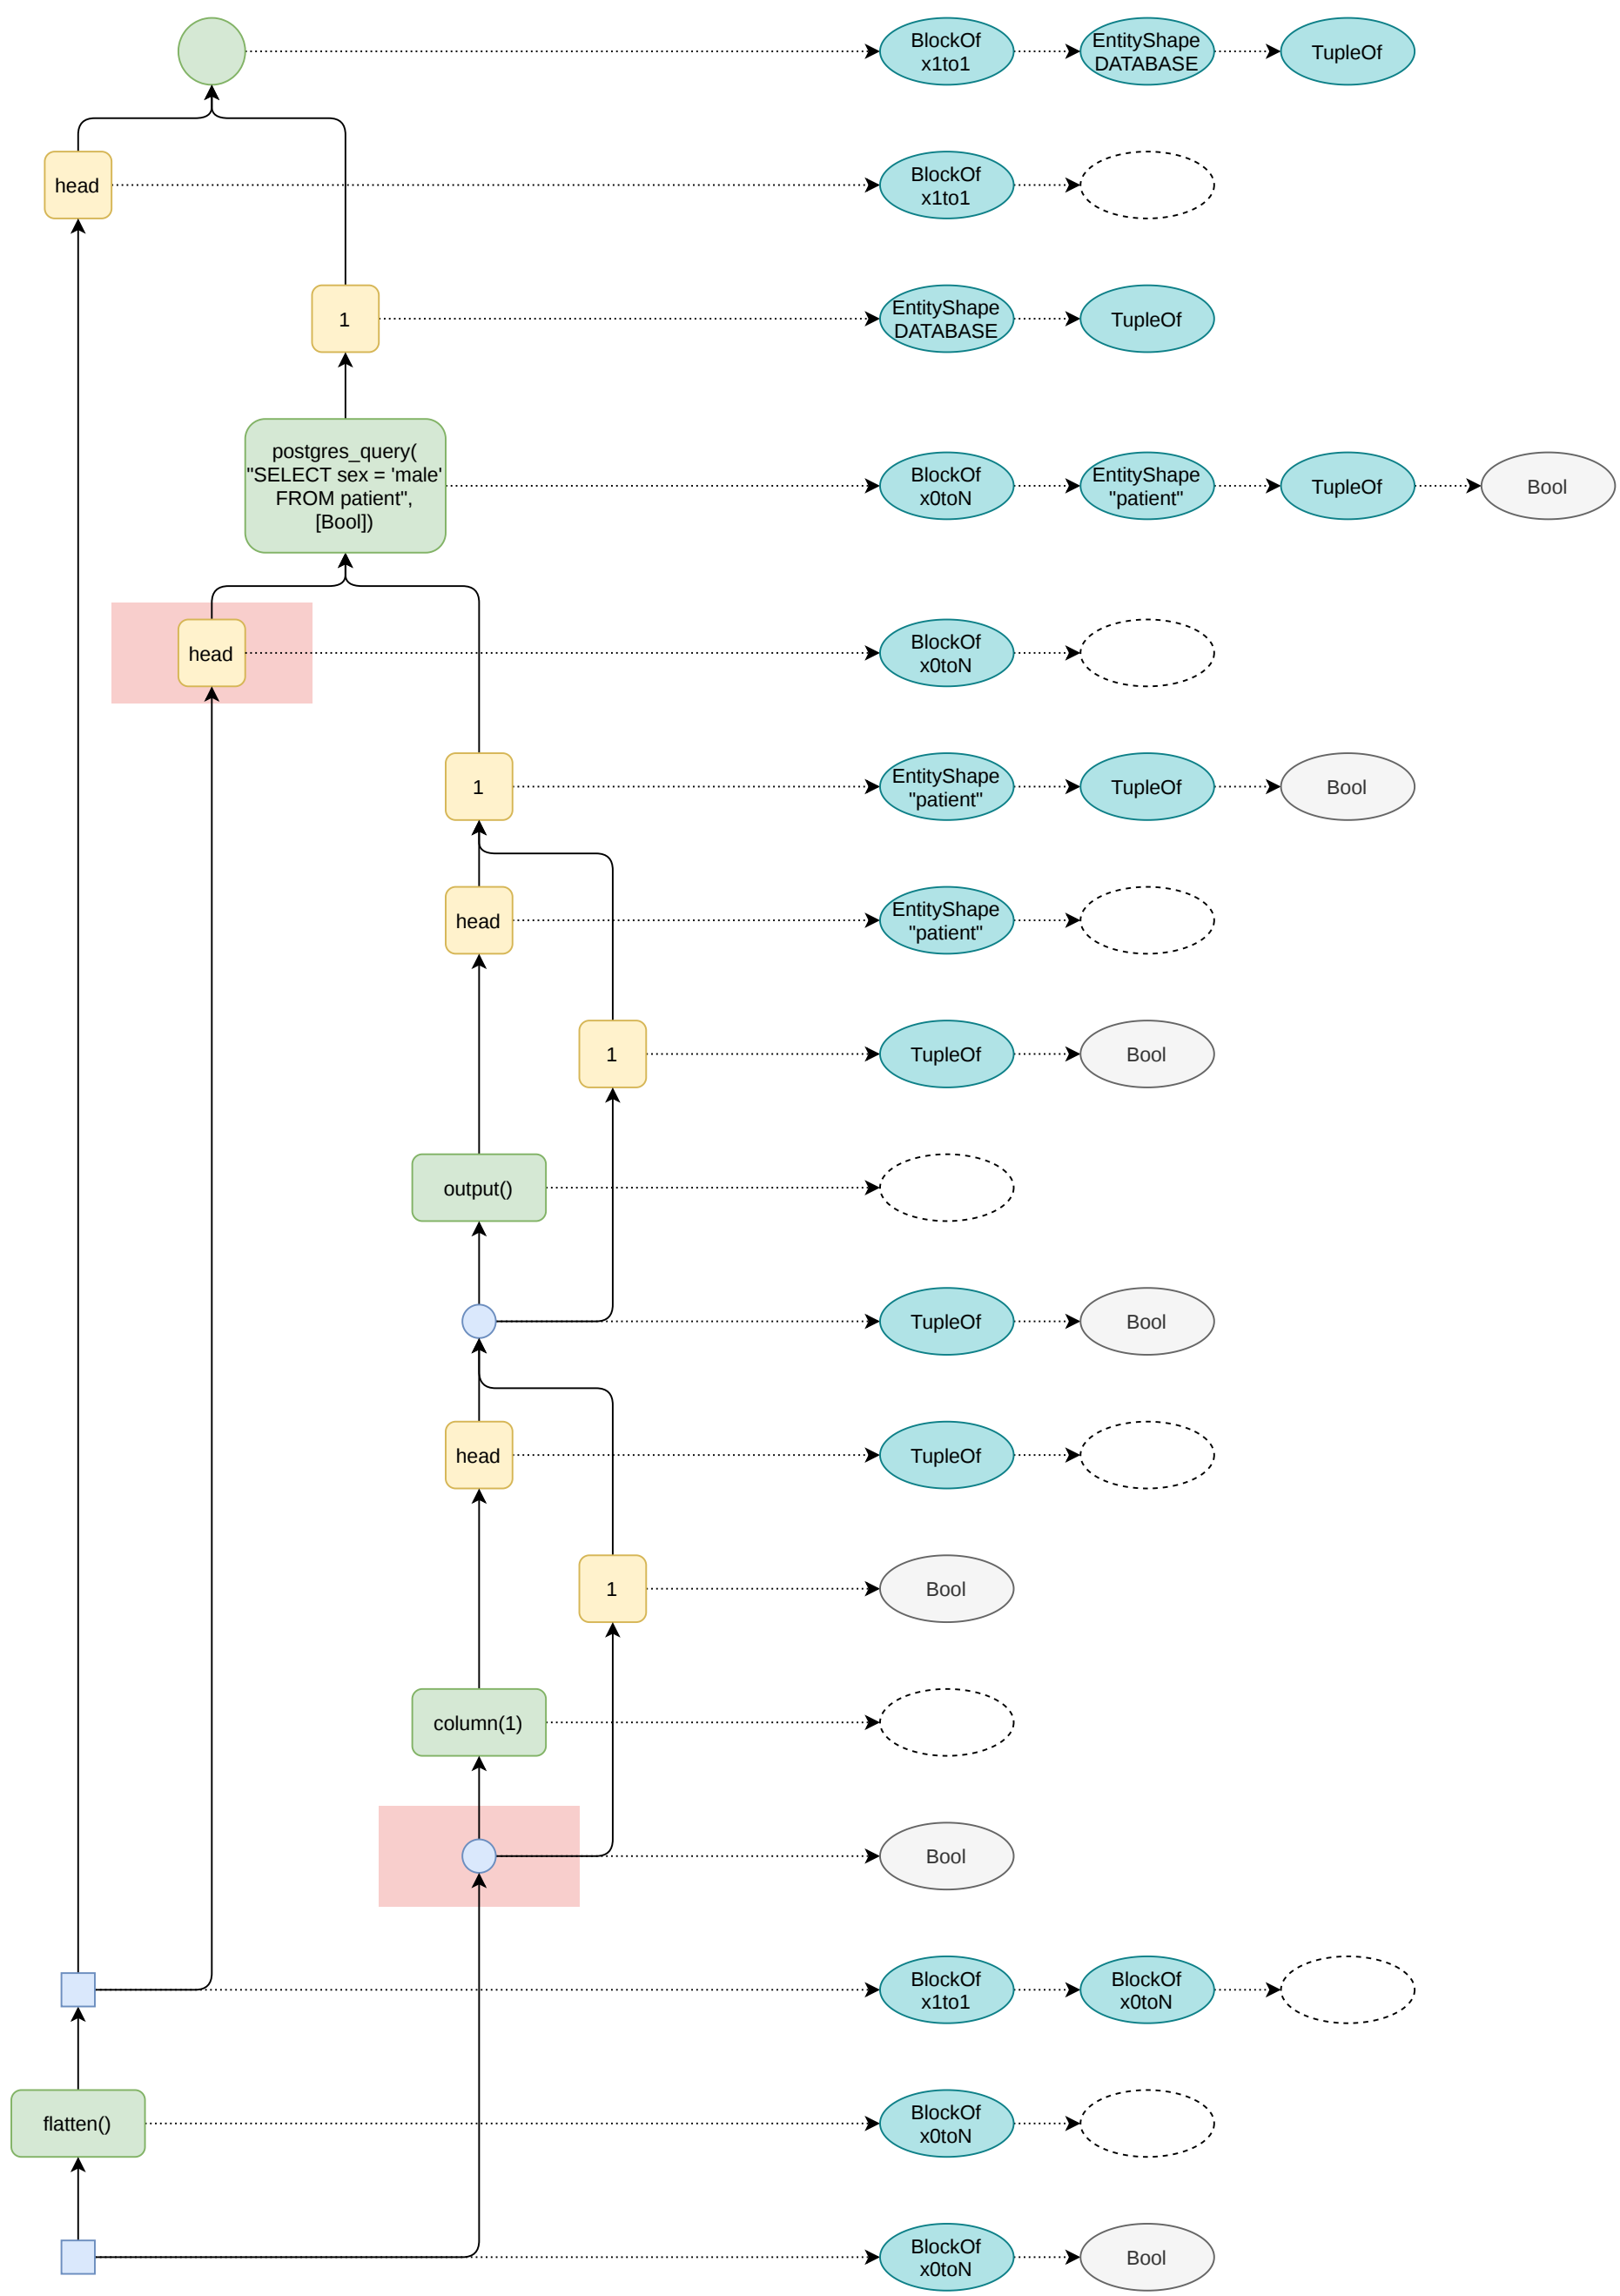 BlockOf
x1to1
EntityShape
DATABASE
TupleOf
head
BlockOf
x1to1
1
EntityShape
DATABASE
TupleOf
postgres_query(
"SELECT sex = 'male'
FROM patient",
[Bool])
BlockOf
x0toN
EntityShape
"patient"
TupleOf
Bool
head
BlockOf
x0toN
1
EntityShape
"patient"
TupleOf
Bool
head
EntityShape
"patient"
1
TupleOf
Bool
output()
TupleOf
Bool
head
TupleOf
1
Bool
column(1)
Bool
BlockOf
x1to1
BlockOf
x0toN
flatten()
BlockOf
x0toN
BlockOf
x0toN
Bool